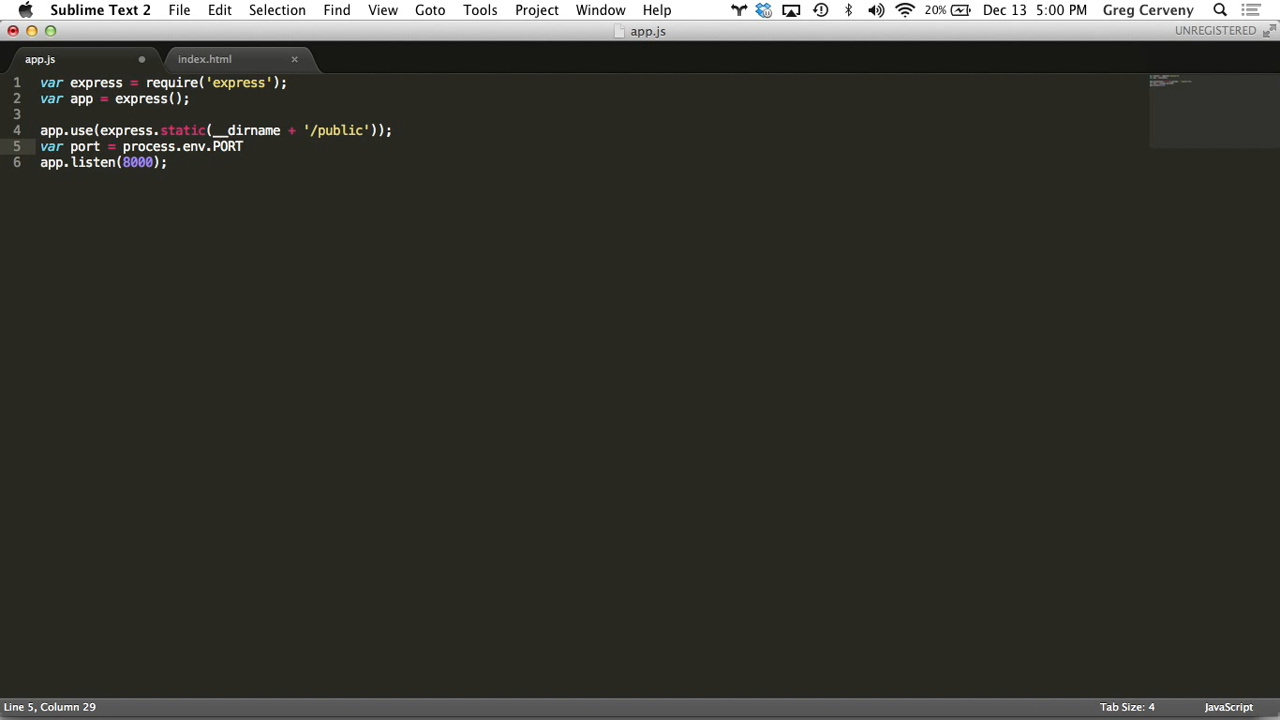 Sublime Text 2 File Edit Selection Find View Goto Tools Project Window Help 20% Dec 13 5:00 PM Greg Cerveny
app.js UNREGISTERED
app.js index.html
1 var express = require('express');
2 var app = express();
3
4 app.use(express.static(__dirname + '/public'));
5 var port = process.env.PORT
6 app.listen(8000);
Line 5, Column 29 Tab Size: 4 JavaScript